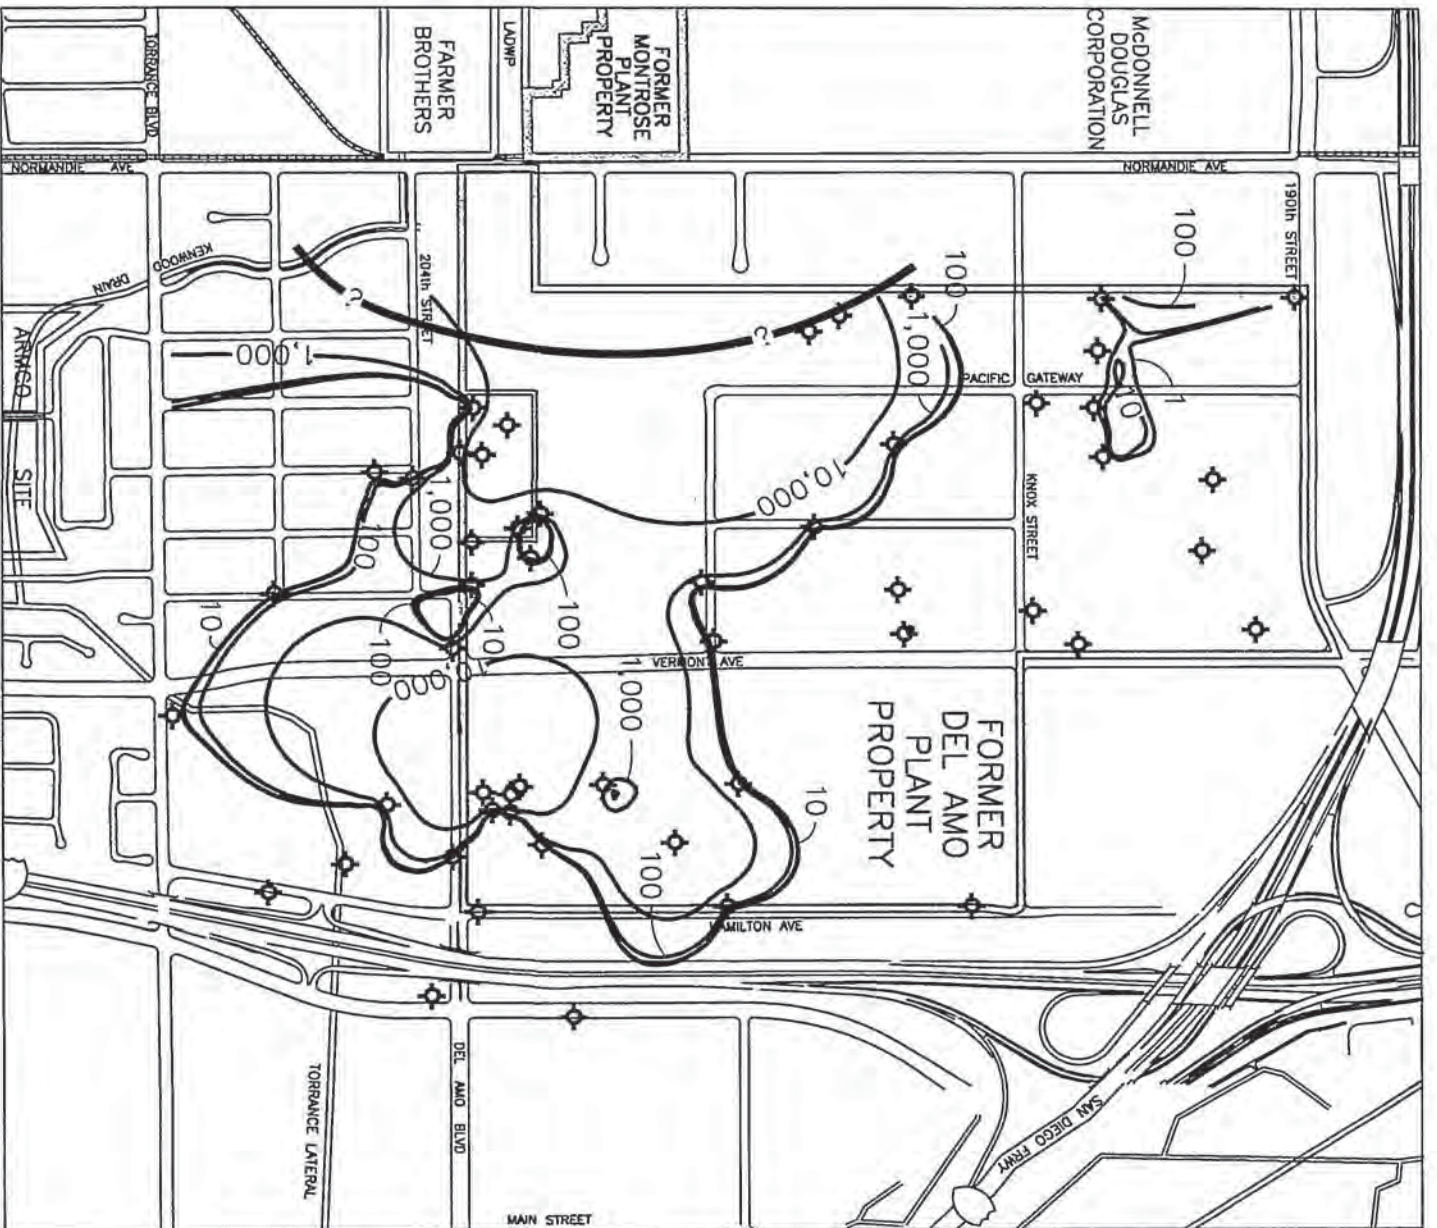 TORRANCE BLVD
FARMER
BROTHERS
LADWP
FORMER
MONTROSE
PLANT
PROPERTY
McDONNELL
DOUGLAS
CORPORATION
NORMANDIE AVE
NORMANDIE AVE
190th STREET
100
100
KENWOOD
DRAIN
204th STREET
?
?
1,000
1,000
PACIFIC GATEWAY
1
10
ARMCO
SITE
KNOX STREET
10,000
1,000
100
10
100
10
100
1,000
VERMONT AVE
FORMER
DEL AMO
PLANT
PROPERTY
10
100
HAMILTON AVE
TORRANCE LATERAL
DEL AMO BLVD
SAN DIEGO FRWY
MAIN STREET